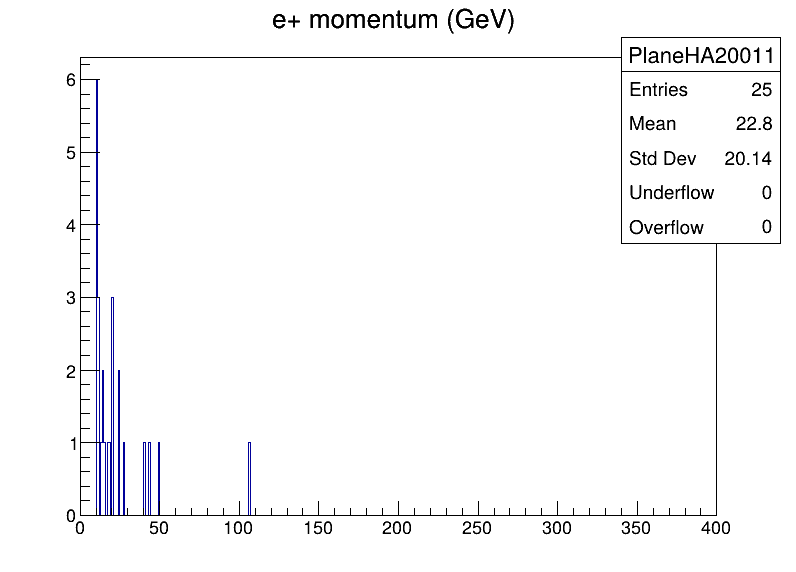 e+ momentum (GeV)
PlaneHA20011
Entries 25
Mean 22.8
Std Dev 20.14
Underflow 0
Overflow 0
6
5
4
3
2
1
0
0 50 100 150 200 250 300 350 400